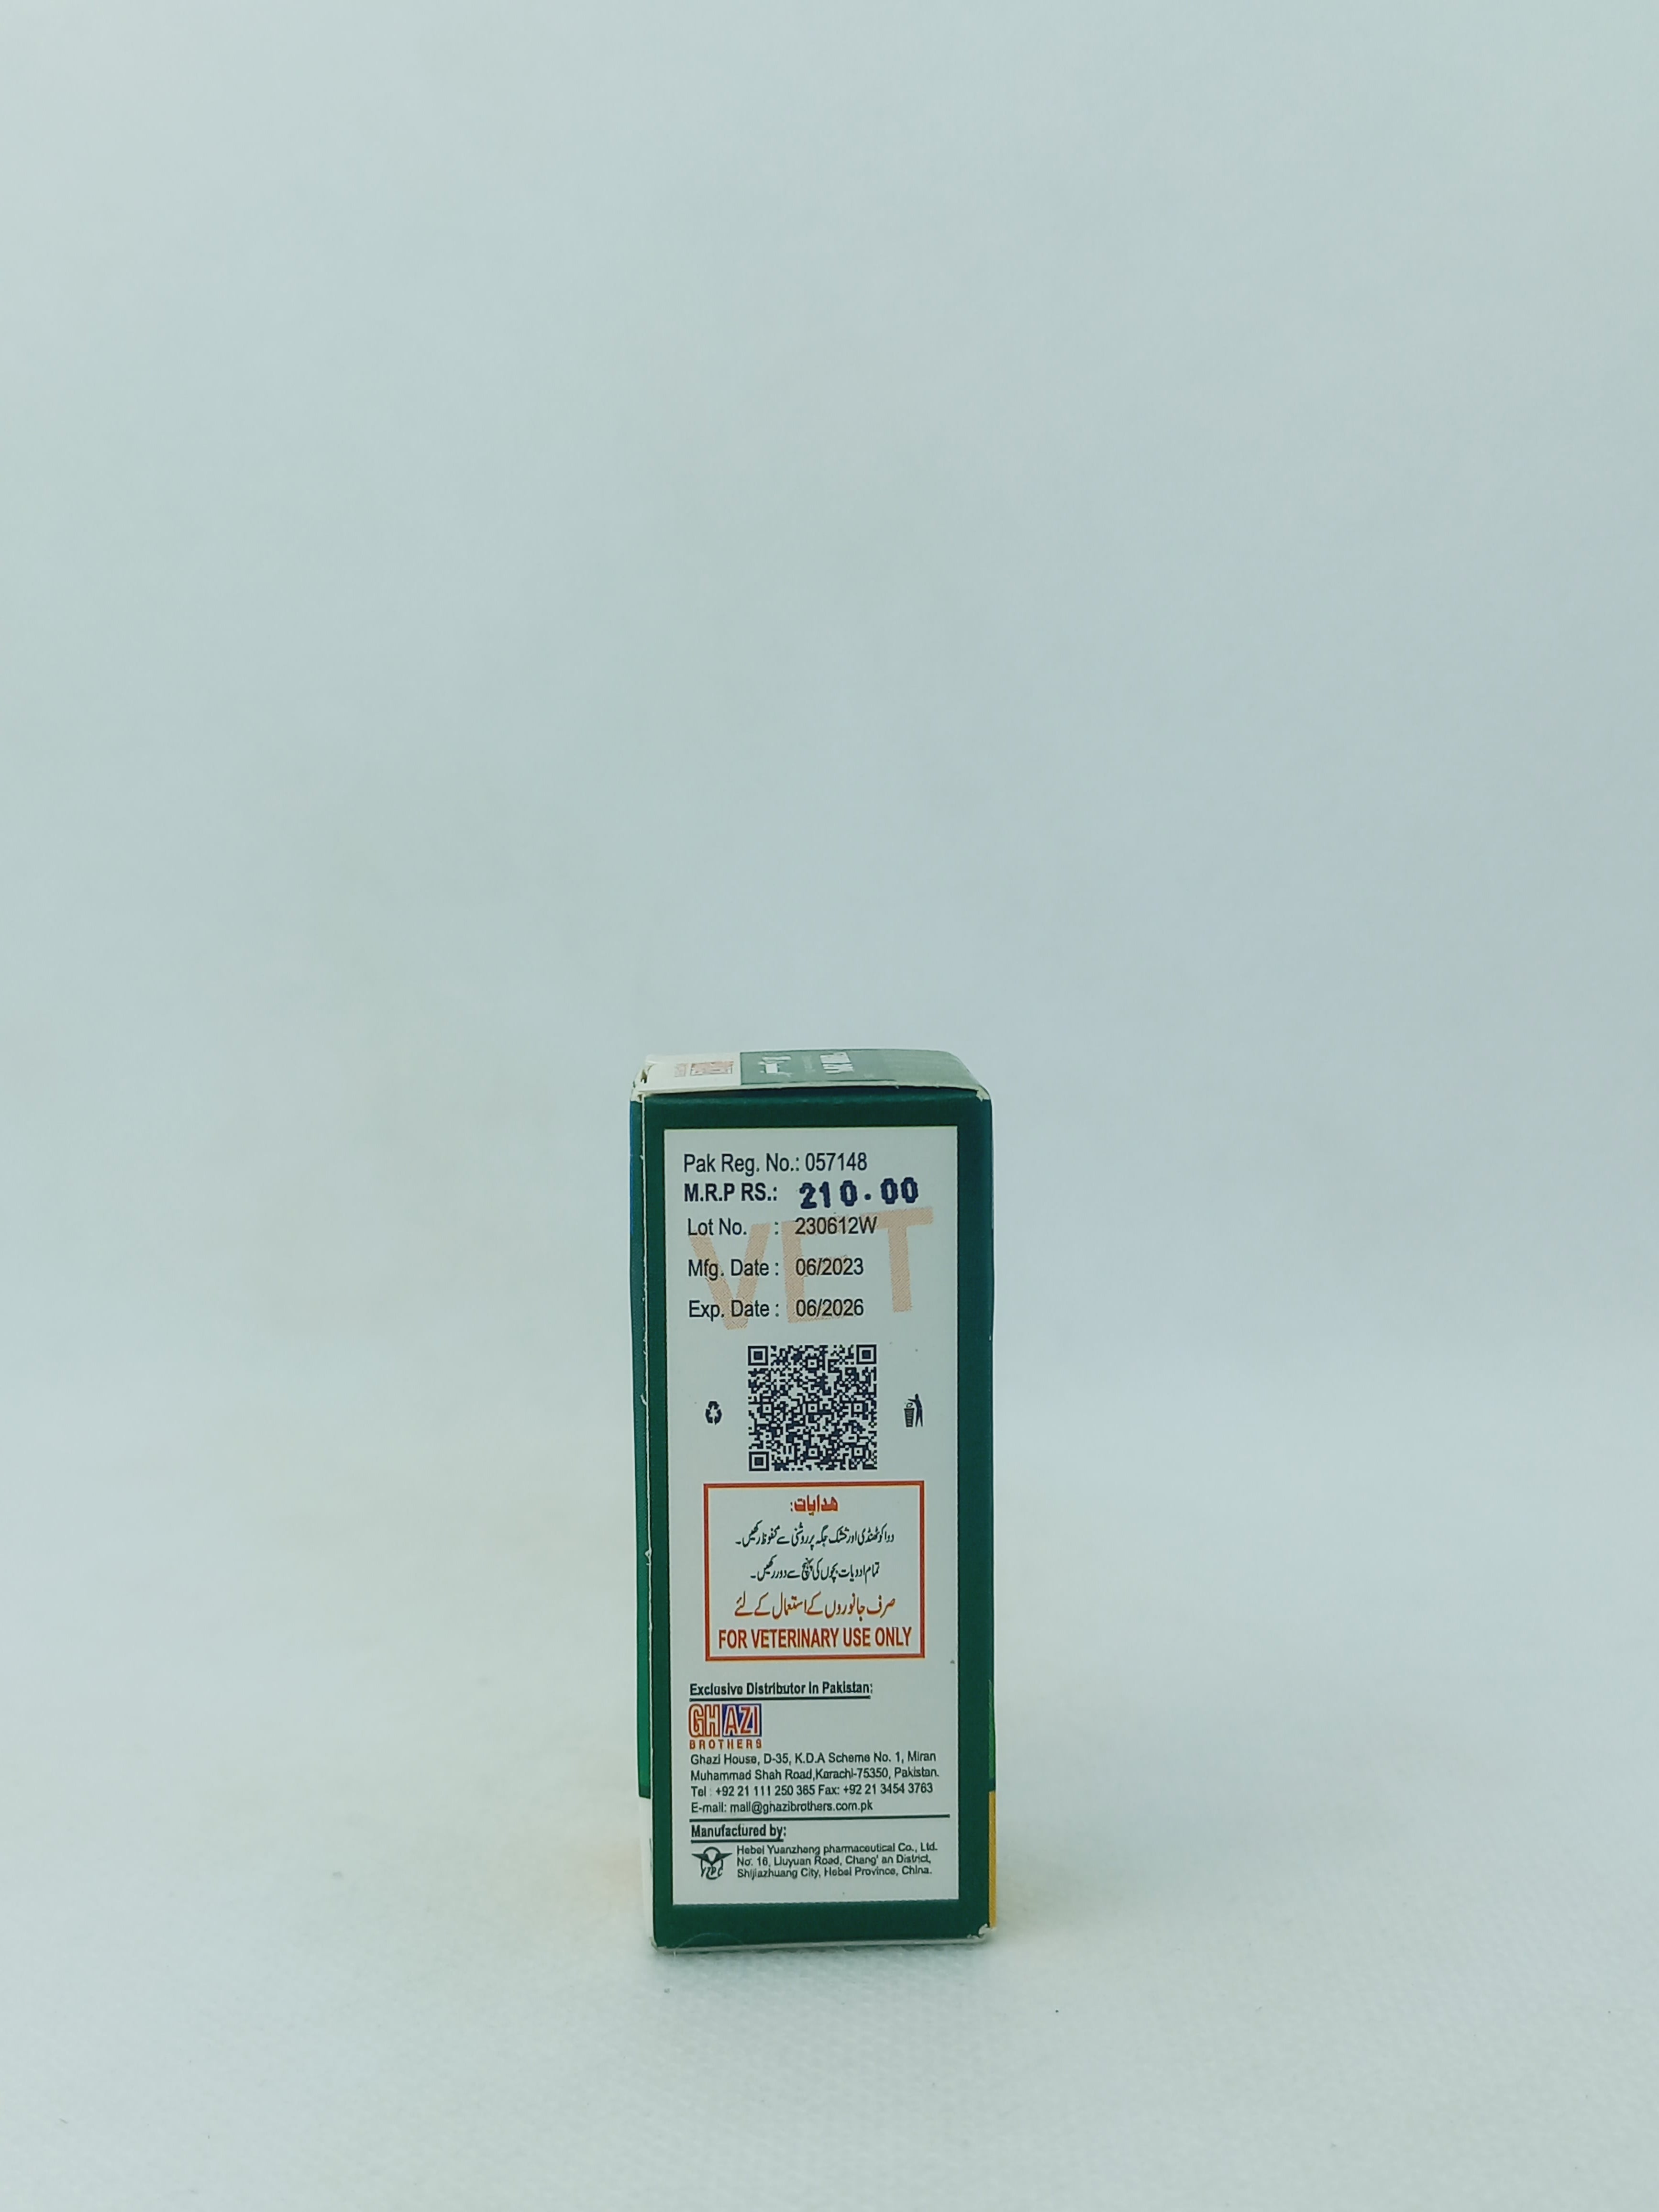 Pak Reg. No.: 057148
M.R.P RS.: 210.00
Lot No. : 230612W
Mfg. Date : 06/2023
Exp. Date : 06/2026
VET
ھدایات:
دوا کو ٹھنڈی اور خشک جگہ پر روشنی سے محفوظ رکھیں۔
تمام ادویات بچوں کی پہنچ سے دور رکھیں۔
صرف جانوروں کے استعمال کے لئے
FOR VETERINARY USE ONLY
Exclusive Distributor in Pakistan:
GHAZI
BROTHERS
Ghazi House, D-35, K.D.A Scheme No. 1, Miran
Muhammad Shah Road,Karachi-75350, Pakistan.
Tel : +92 21 111 250 365 Fax: +92 21 3454 3763
E-mail: mail@ghazibrothers.com.pk
Manufactured by:
YZPC
Hebei Yuanzheng pharmaceutical Co., Ltd.
No. 16, Liuyuan Road, Chang' an District,
Shijiazhuang City, Hebei Province, China.